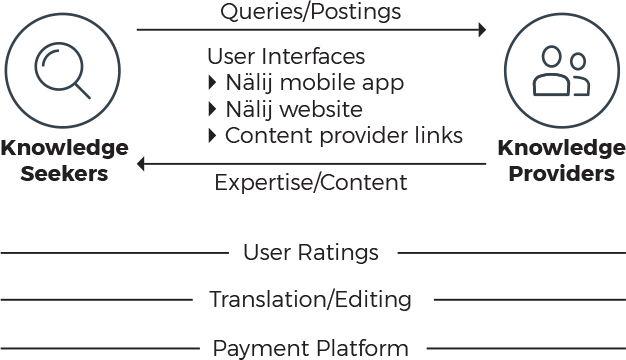 Queries/Postings
User Interfaces
Nälij mobile app
Nälij website
Content provider links
Knowledge
Seekers
Knowledge
Providers
Expertise/Content
User Ratings
Translation/Editing
Payment Platform